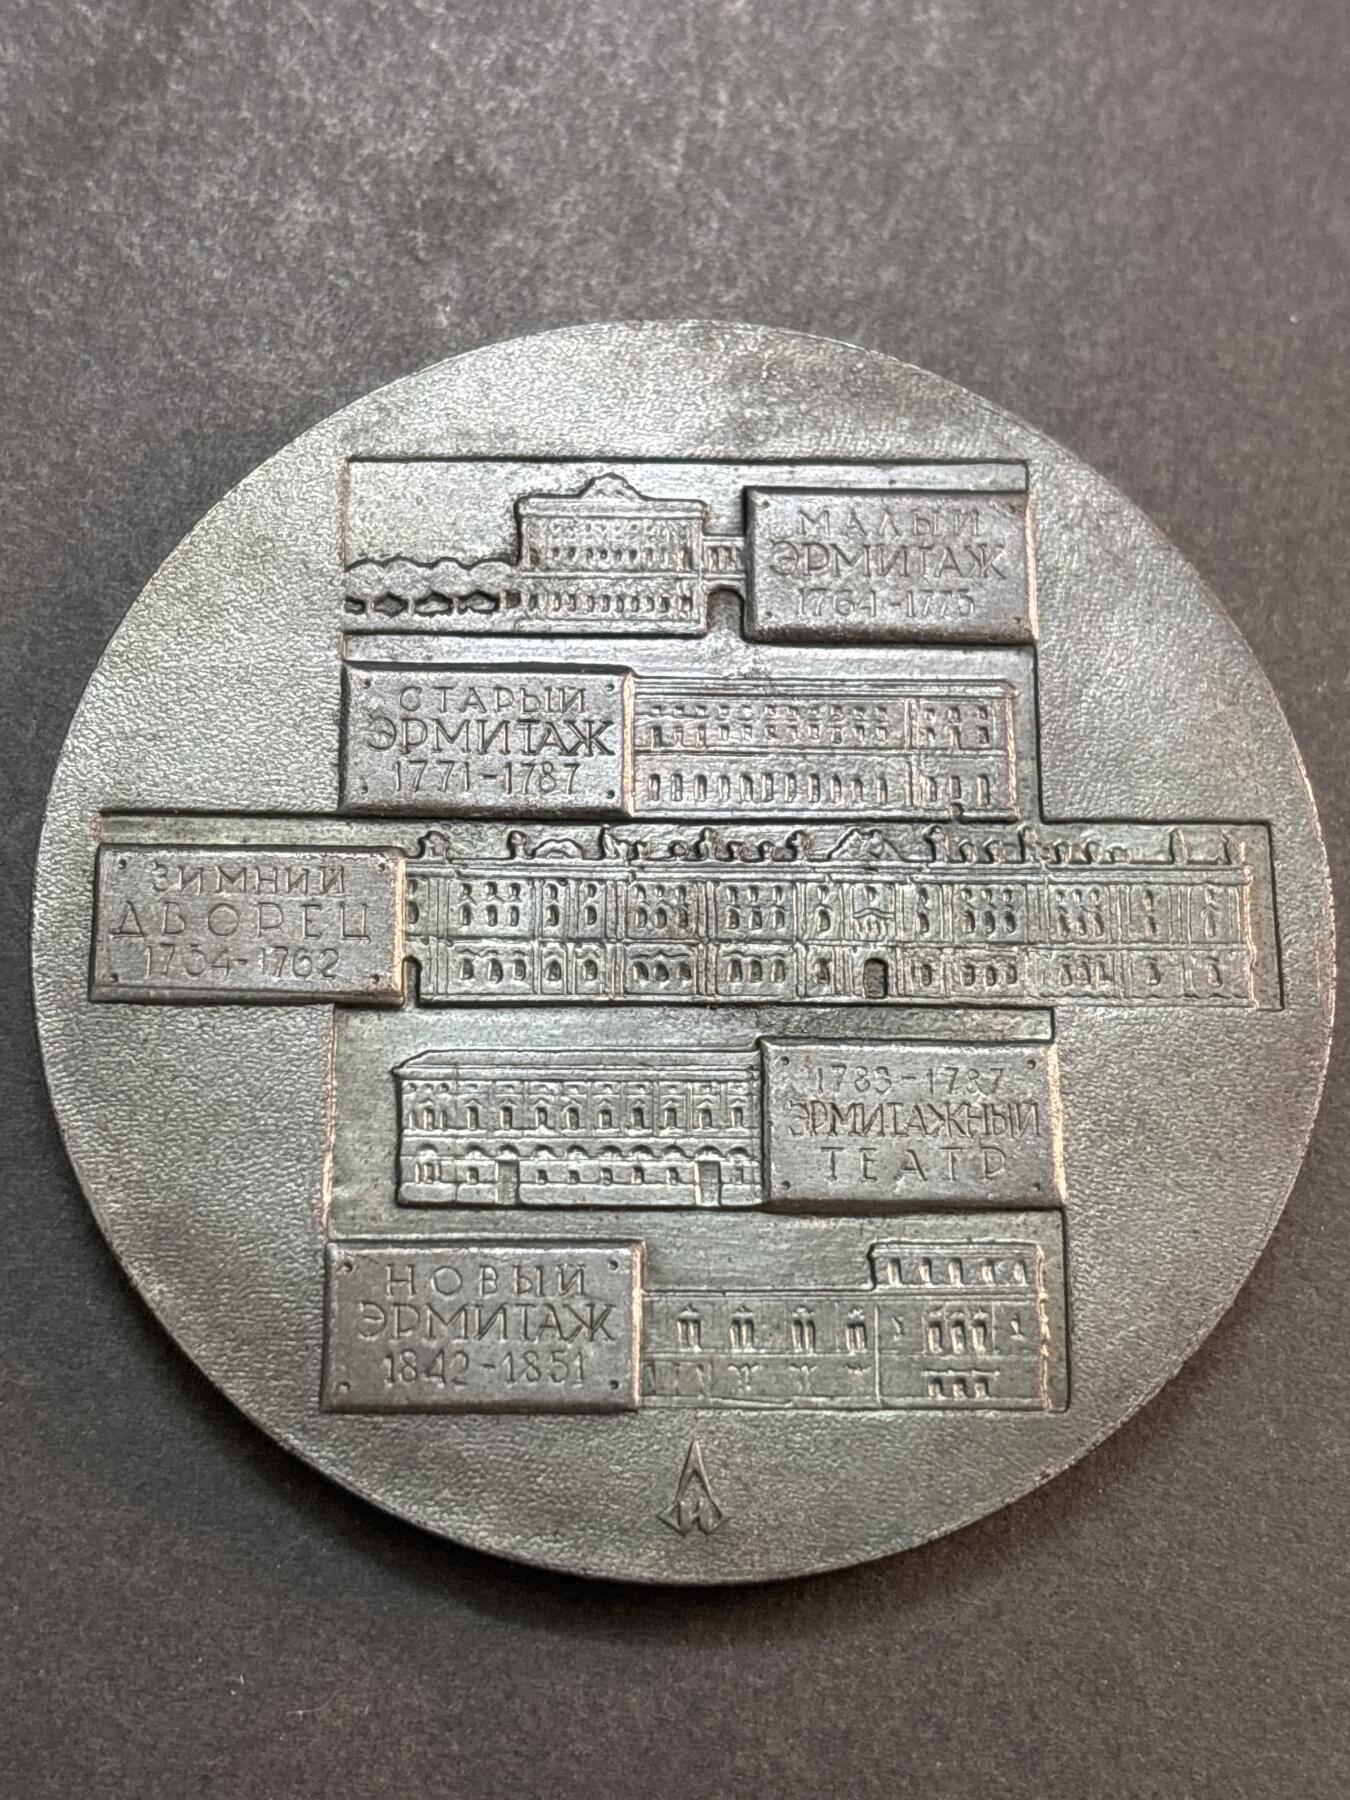 МАЛЫЙ
ЭРМИТАЖ
1764-1775
СТАРЫЙ
ЭРМИТАЖ
1771-1787
ЗИМНИЙ
ДВОРЕЦ
1754-1762
1783-1787
ЭРМИТАЖНЫЙ
ТЕАТР
НОВЫЙ
ЭРМИТАЖ
1842-1851